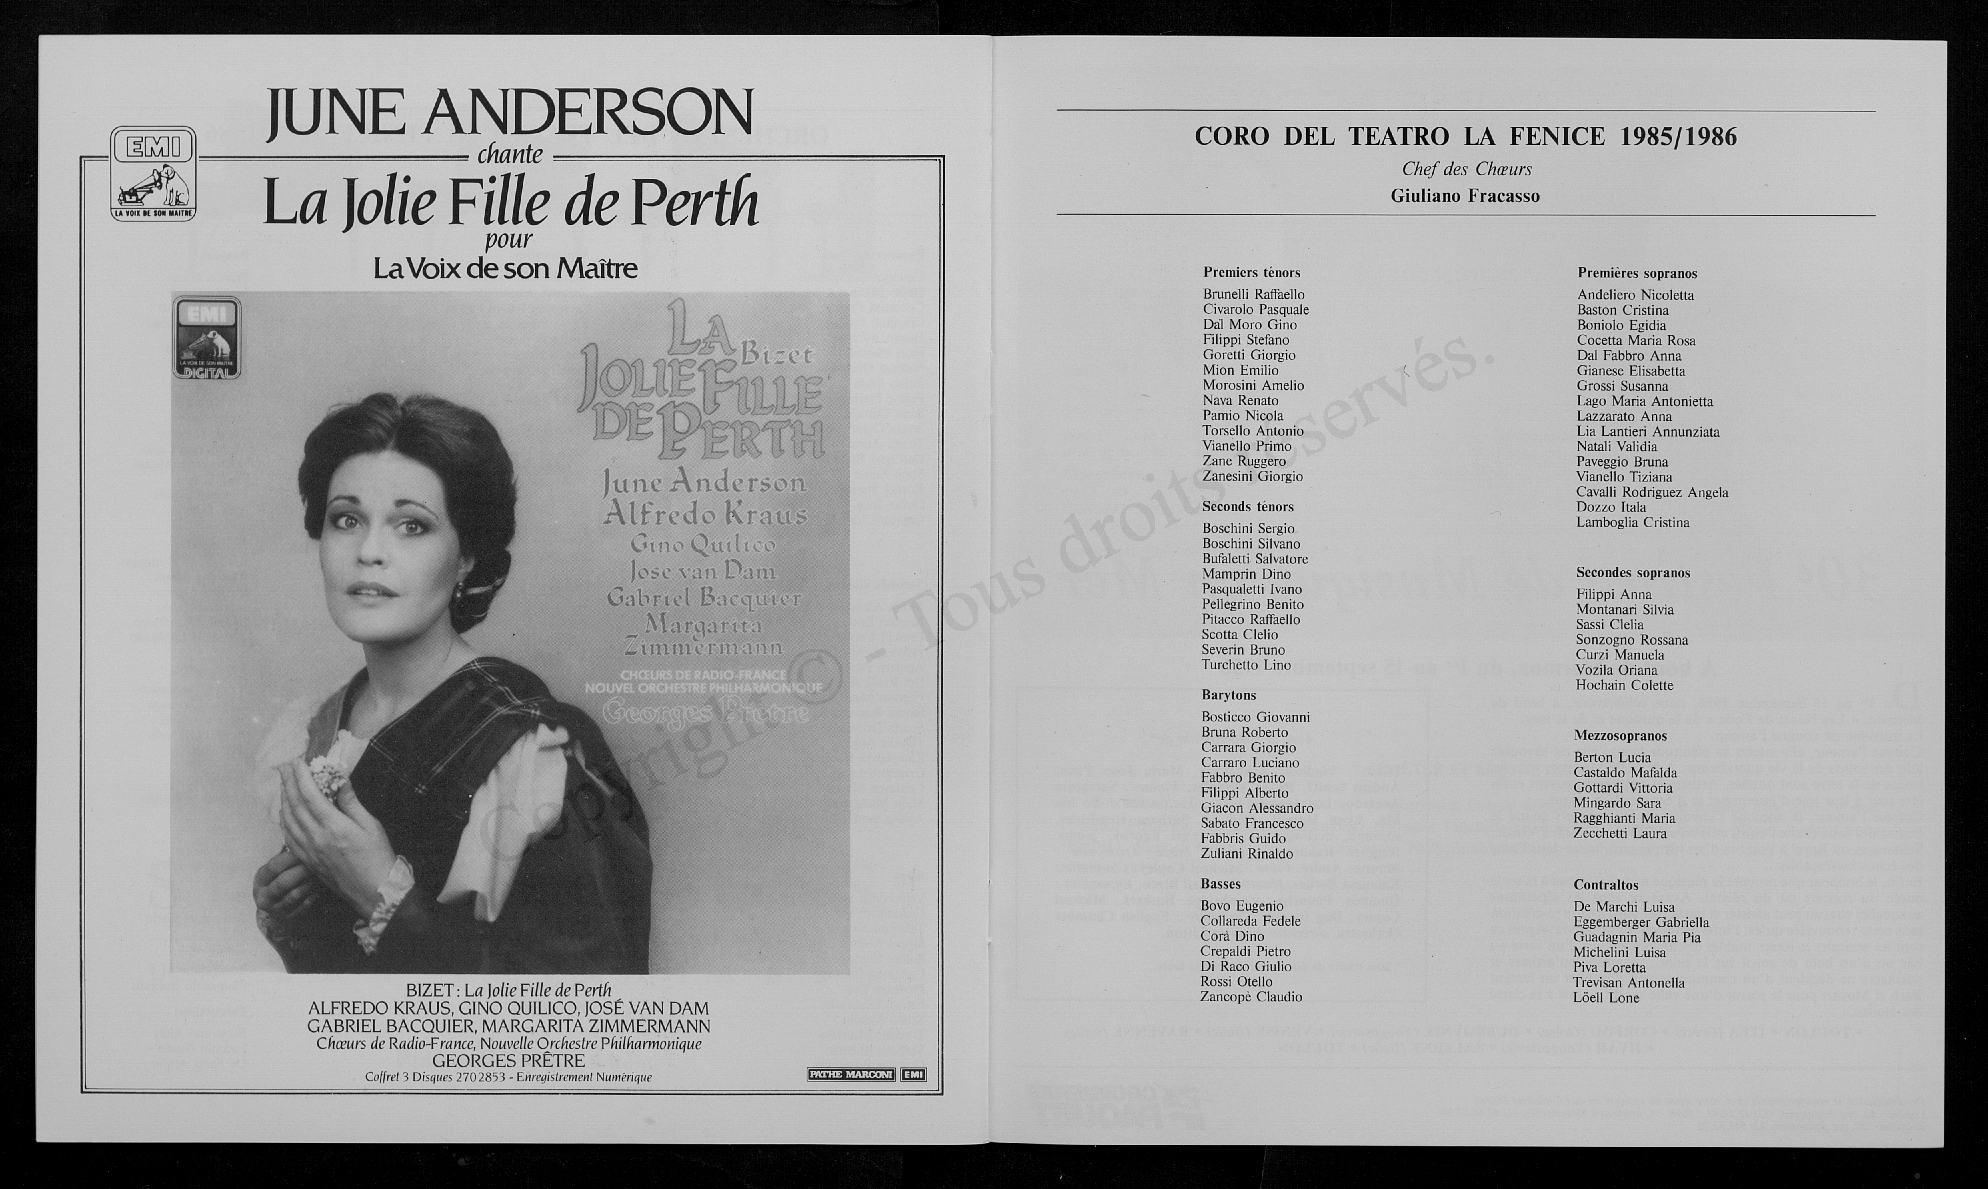 JUNE ANDERSON
chante
EMI
LA VOIX DE SON MAITRE
La Jolie Fille de Perth
pour
La Voix de son Maître
EMI
LA VOIX DE SON MAITRE
DIGITAL
LA
Bizet
JOLIE FILLE
DE PERTH
June Anderson
Alfredo Kraus
Gino Quilico
Jose van Dam
Gabriel Bacquier
Margarita
Zimmermann
CHŒURS DE RADIO-FRANCE
NOUVEL ORCHESTRE PHILHARMONIQUE
Georges Prêtre
BIZET : La Jolie Fille de Perth
ALFREDO KRAUS, GINO QUILICO, JOSÉ VAN DAM
GABRIEL BACQUIER, MARGARITA ZIMMERMANN
Chœurs de Radio-France, Nouvelle Orchestre Philharmonique
GEORGES PRÊTRE
Coffret 3 Disques 2702853 - Enregistrement Numérique
PATHE MARCONI EMI
CORO DEL TEATRO LA FENICE 1985/1986
Chef des Chœurs
Giuliano Fracasso
Premiers ténors
Brunelli Raffaello
Civarolo Pasquale
Dal Moro Gino
Filippi Stefano
Goretti Giorgio
Mion Emilio
Morosini Amelio
Nava Renato
Pamio Nicola
Torsello Antonio
Vianello Primo
Zane Ruggero
Zanesini Giorgio
Seconds ténors
Boschini Sergio
Boschini Silvano
Bufaletti Salvatore
Mamprin Dino
Pasqualetti Ivano
Pellegrino Benito
Pitacco Raffaello
Scotta Clelio
Severin Bruno
Turchetto Lino
Barytons
Bosticco Giovanni
Bruna Roberto
Carrara Giorgio
Carraro Luciano
Fabbro Benito
Filippi Alberto
Giacon Alessandro
Sabato Francesco
Fabbris Guido
Zuliani Rinaldo
Basses
Bovo Eugenio
Collareda Fedele
Corà Dino
Crepaldi Pietro
Di Raco Giulio
Rossi Otello
Zancopè Claudio
Premières sopranos
Andeliero Nicoletta
Baston Cristina
Boniolo Egidia
Cocetta Maria Rosa
Dal Fabbro Anna
Gianese Elisabetta
Grossi Susanna
Lago Maria Antonietta
Lazzarato Anna
Lia Lantieri Annunziata
Natali Validia
Paveggio Bruna
Vianello Tiziana
Cavalli Rodriguez Angela
Dozzo Itala
Lamboglia Cristina
Secondes sopranos
Filippi Anna
Montanari Silvia
Sassi Clelia
Sonzogno Rossana
Curzi Manuela
Vozila Oriana
Hochain Colette
Mezzosopranos
Berton Lucia
Castaldo Mafalda
Gottardi Vittoria
Mingardo Sara
Ragghianti Maria
Zecchetti Laura
Contraltos
De Marchi Luisa
Eggemberger Gabriella
Guadagnin Maria Pia
Michelini Luisa
Piva Loretta
Trevisan Antonella
Löell Lone
Copyright © - Tous droits réservés.